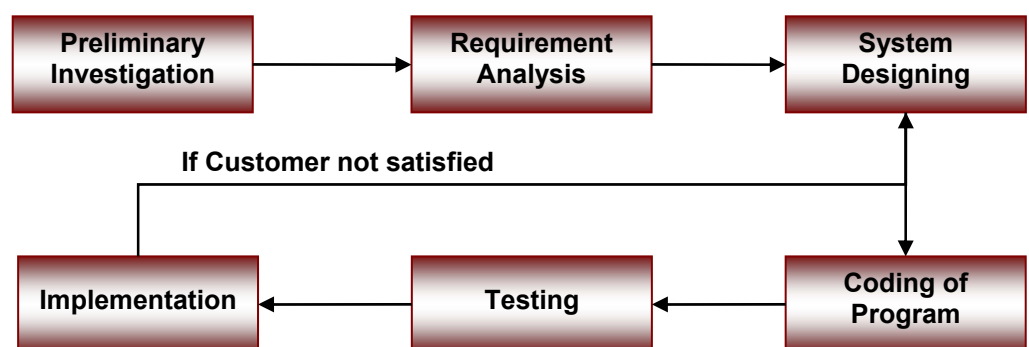 Preliminary
Investigation
Requirement
Analysis
System
Designing
If Customer not satisfied
Implementation
Testing
Coding of
Program